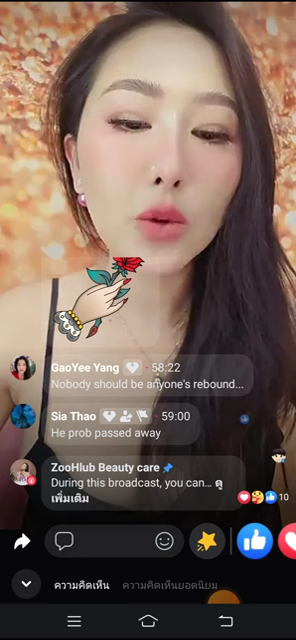 GaoYee Yang · 58:22
Nobody should be anyone's rebound...
Sia Thao · 59:00
He prob passed away
ZooHlub Beauty care
During this broadcast, you can... ดู
เพิ่มเติม
10
ความคิดเห็น ความคิดเห็นยอดนิยม